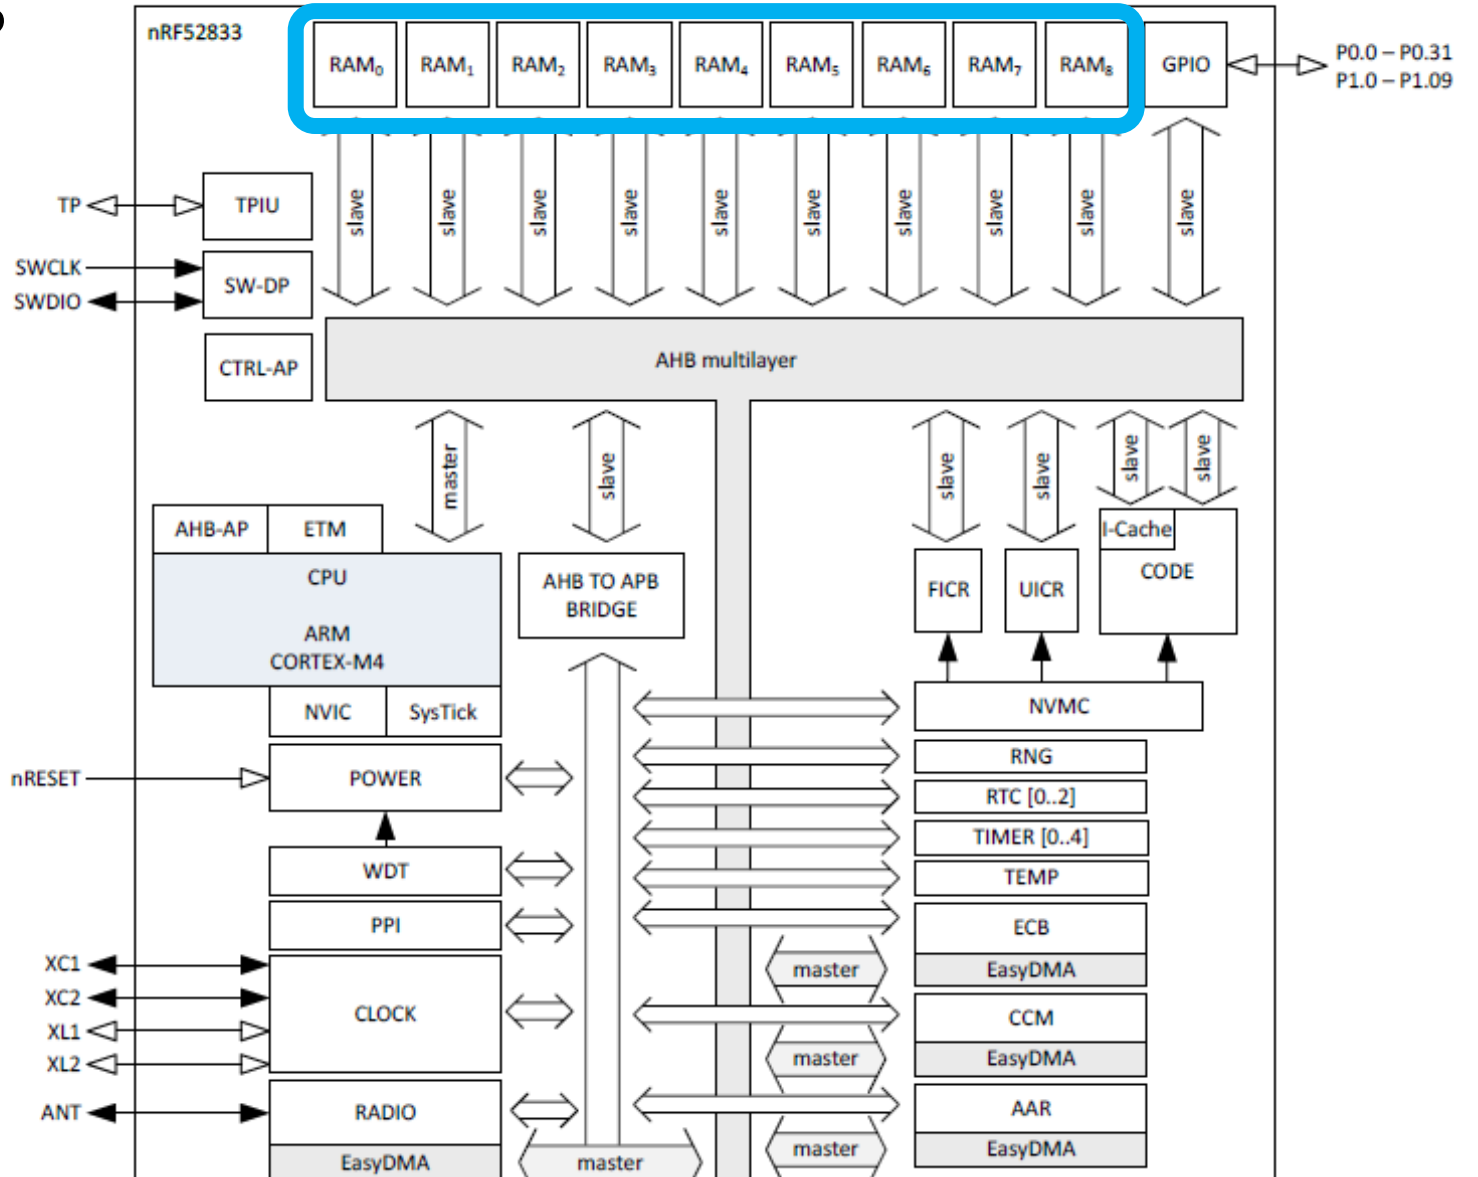 nRF52833
RAM0 RAM1 RAM2 RAM3 RAM4 RAM5 RAM6 RAM7 RAM8 GPIO
P0.0 – P0.31
P1.0 – P1.09
slave slave slave slave slave slave slave slave slave slave
TP TPIU
SWCLK
SW-DP
SWDIO
CTRL-AP
AHB multilayer
master slave slave slave slave slave
AHB-AP ETM
I-Cache
CPU
AHB TO APB
BRIDGE
FICR UICR CODE
ARM
CORTEX-M4
NVIC SysTick
NVMC
nRESET POWER
RNG
RTC [0..2]
TIMER [0..4]
WDT
TEMP
PPI
ECB
XC1
master EasyDMA
XC2
CLOCK
CCM
XL1
XL2
master EasyDMA
ANT RADIO
AAR
EasyDMA master
master EasyDMA